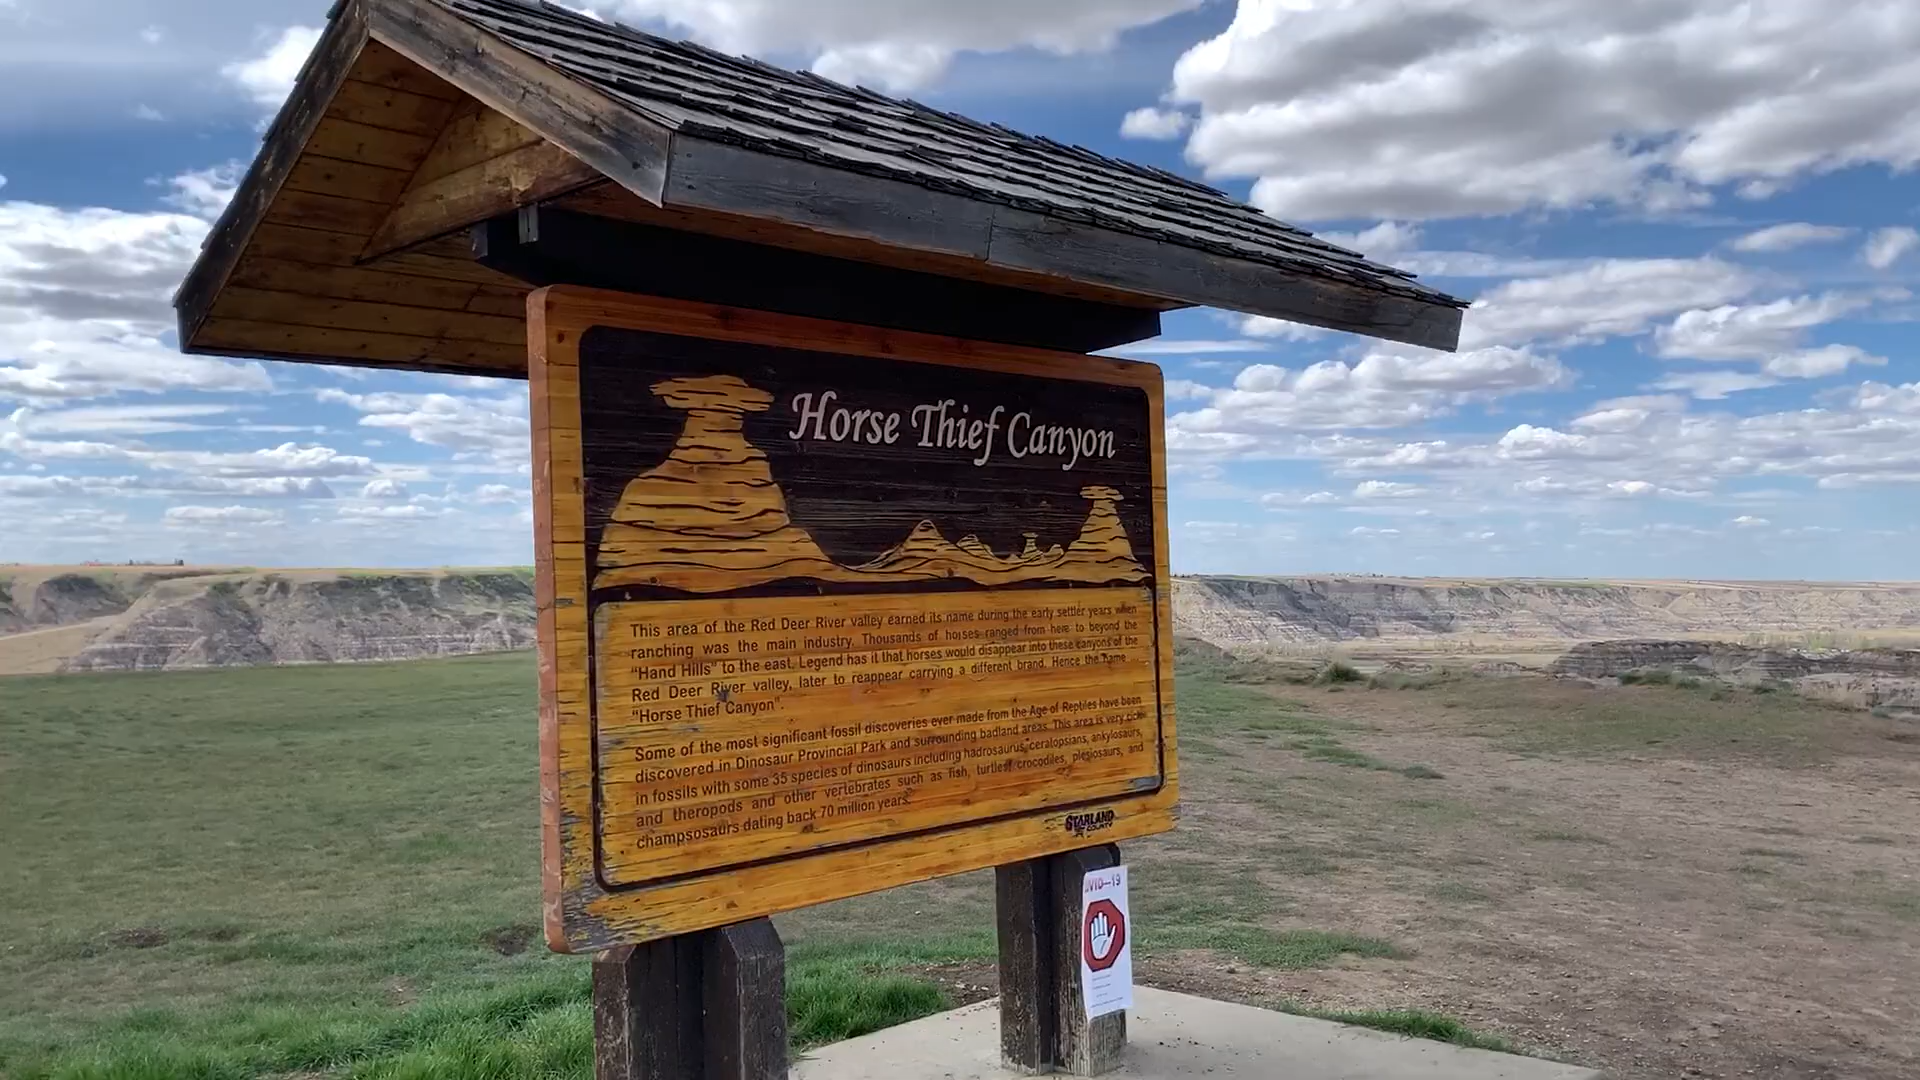 Horse Thief Canyon
This area of the Red Deer River valley earned its name during the early settler years when
ranching was the main industry. Thousands of horses ranged from here to beyond the
"Hand Hills" to the east. Legend has it that horses would disappear into these canyons of the
Red Deer River valley, later to reappear carrying a different brand. Hence the name
"Horse Thief Canyon".
Some of the most significant fossil discoveries ever made from the Age of Reptiles have been
discovered in Dinosaur Provincial Park and surrounding badland areas. This area is very rich
in fossils with some 35 species of dinosaurs including hadrosaurus, ceratopsians, ankylosaurs,
and theropods and other vertebrates such as fish, turtles, crocodiles, plesiosaurs, and
champsosaurs dating back 70 million years.
STARLAND
COUNTY
VID-19